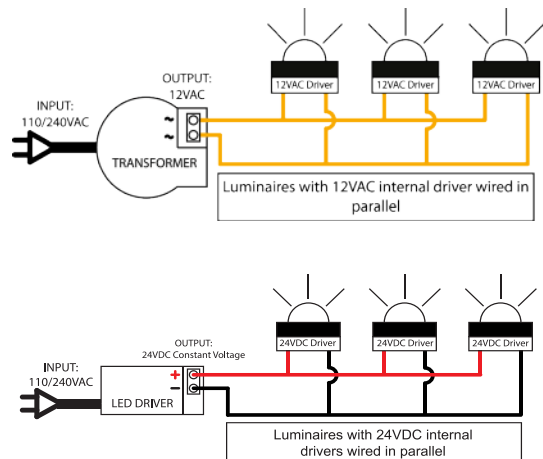 OUTPUT:
12VAC
INPUT:
110/240VAC
12VAC Driver
12VAC Driver
12VAC Driver
~
~
TRANSFORMER
Luminaires with 12VAC internal driver wired in
parallel
OUTPUT:
24VDC Constant Voltage
INPUT:
110/240VAC
24VDC Driver
24VDC Driver
24VDC Driver
+
−
LED DRIVER
Luminaires with 24VDC internal
drivers wired in parallel